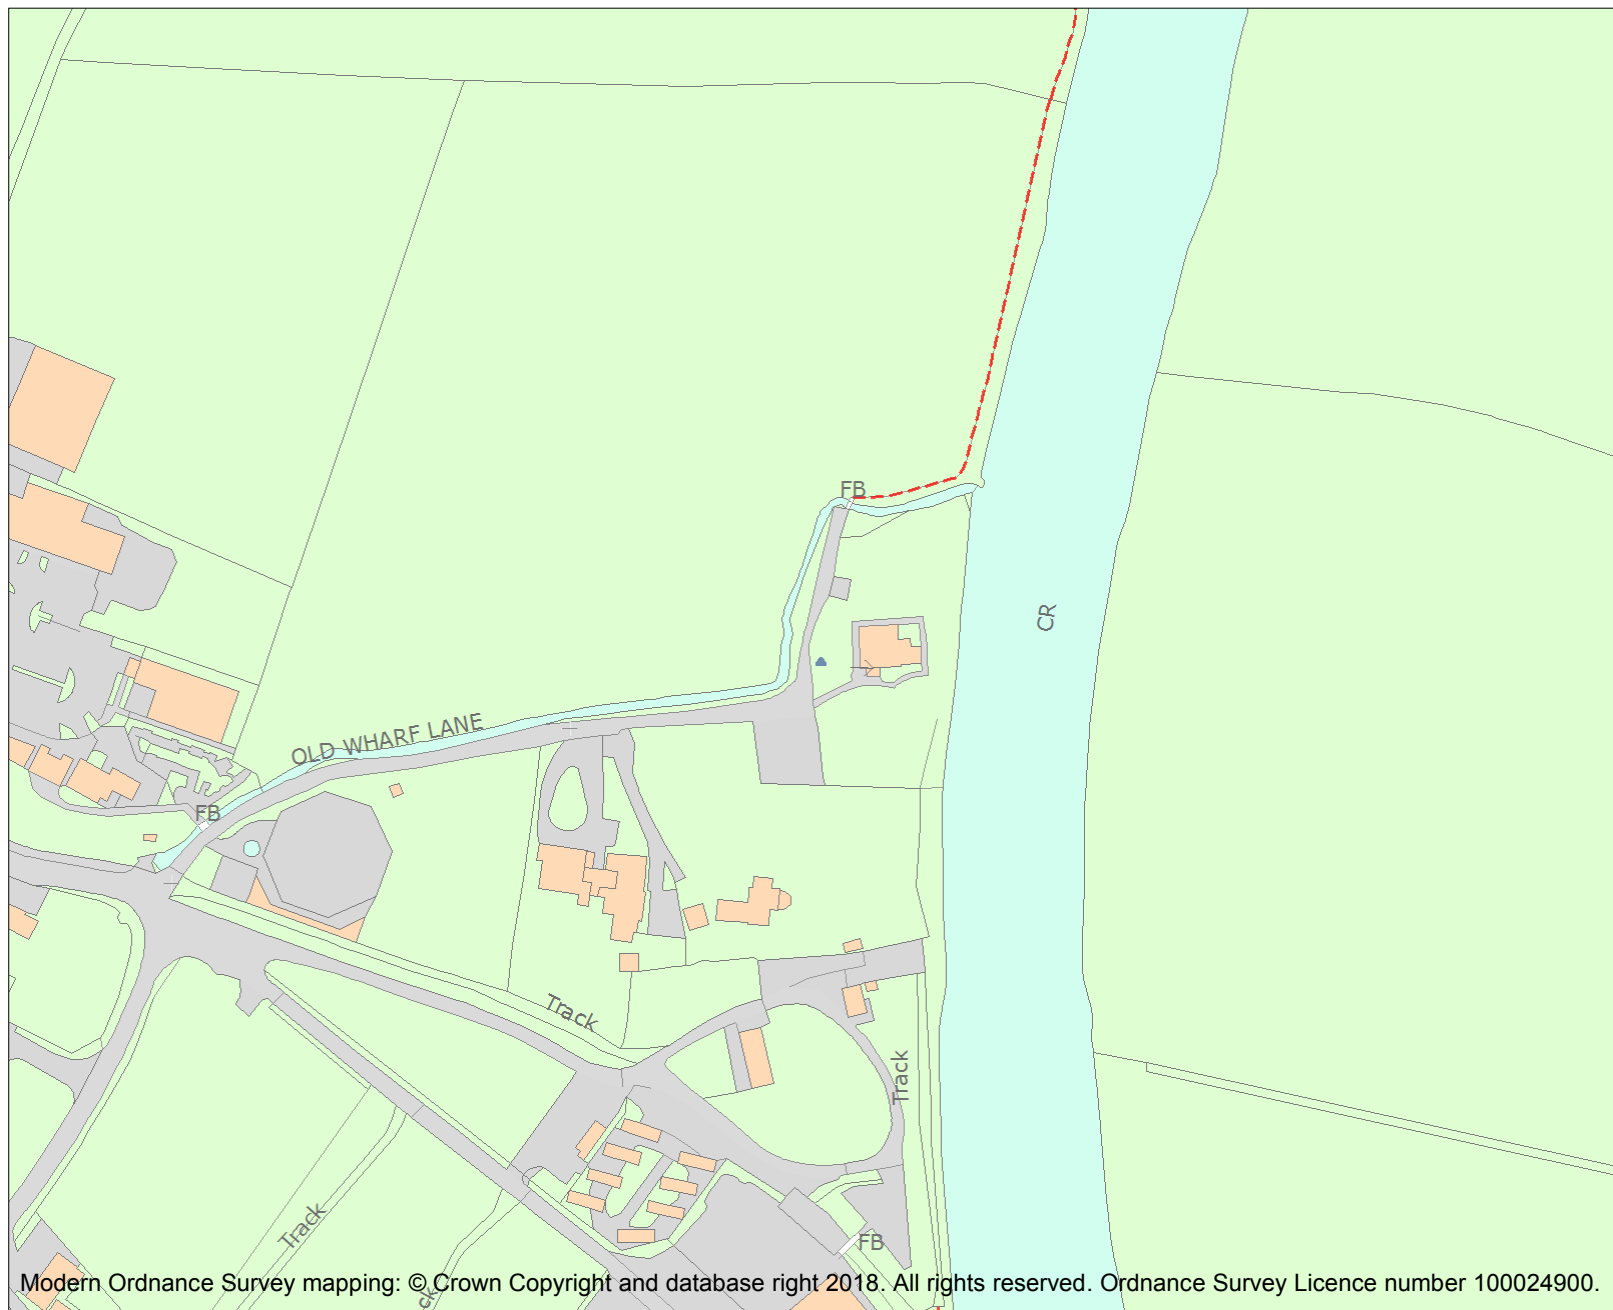 FB
CR
OLD WHARF LANE
FB
Track
Track
Track
FB
Modern Ordnance Survey mapping: © Crown Copyright and database right 2018. All rights reserved. Ordnance Survey Licence number 100024900.